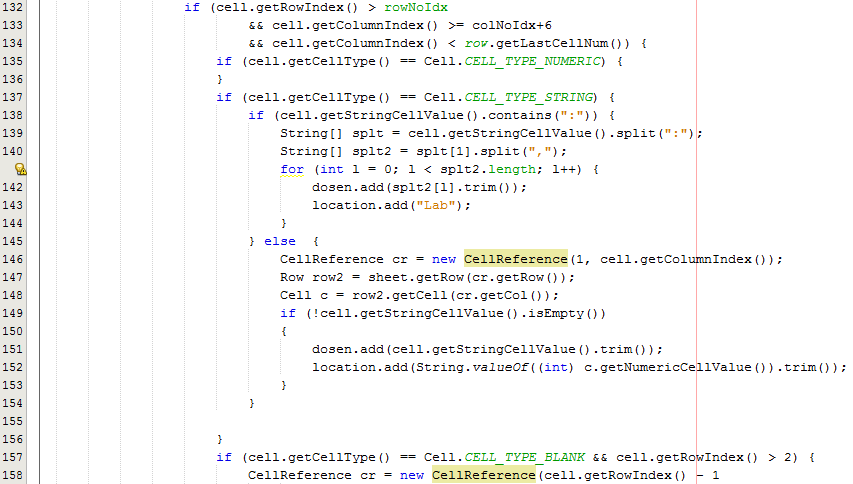 132 if (cell.getRowIndex() > rowNoIdx
133 && cell.getColumnIndex() >= colNoIdx+6
134 && cell.getColumnIndex() < row.getLastCellNum()) {
135 if (cell.getCellType() == Cell.CELL_TYPE_NUMERIC) {
136 }
137 if (cell.getCellType() == Cell.CELL_TYPE_STRING) {
138 if (cell.getStringCellValue().contains(":")) {
139 String[] splt = cell.getStringCellValue().split(":");
140 String[] splt2 = splt[1].split(",");
for (int l = 0; l < splt2.length; l++) {
142 dosen.add(splt2[l].trim());
143 location.add("Lab");
144 }
145 } else  {
146 CellReference cr = new CellReference(1, cell.getColumnIndex());
147 Row row2 = sheet.getRow(cr.getRow());
148 Cell c = row2.getCell(cr.getCol());
149 if (!cell.getStringCellValue().isEmpty())
150 {
151 dosen.add(cell.getStringCellValue().trim());
152 location.add(String.valueOf((int) c.getNumericCellValue()).trim());
153 }
154 }
155
156 }
157 if (cell.getCellType() == Cell.CELL_TYPE_BLANK && cell.getRowIndex() > 2) {
158 CellReference cr = new CellReference(cell.getRowIndex() - 1